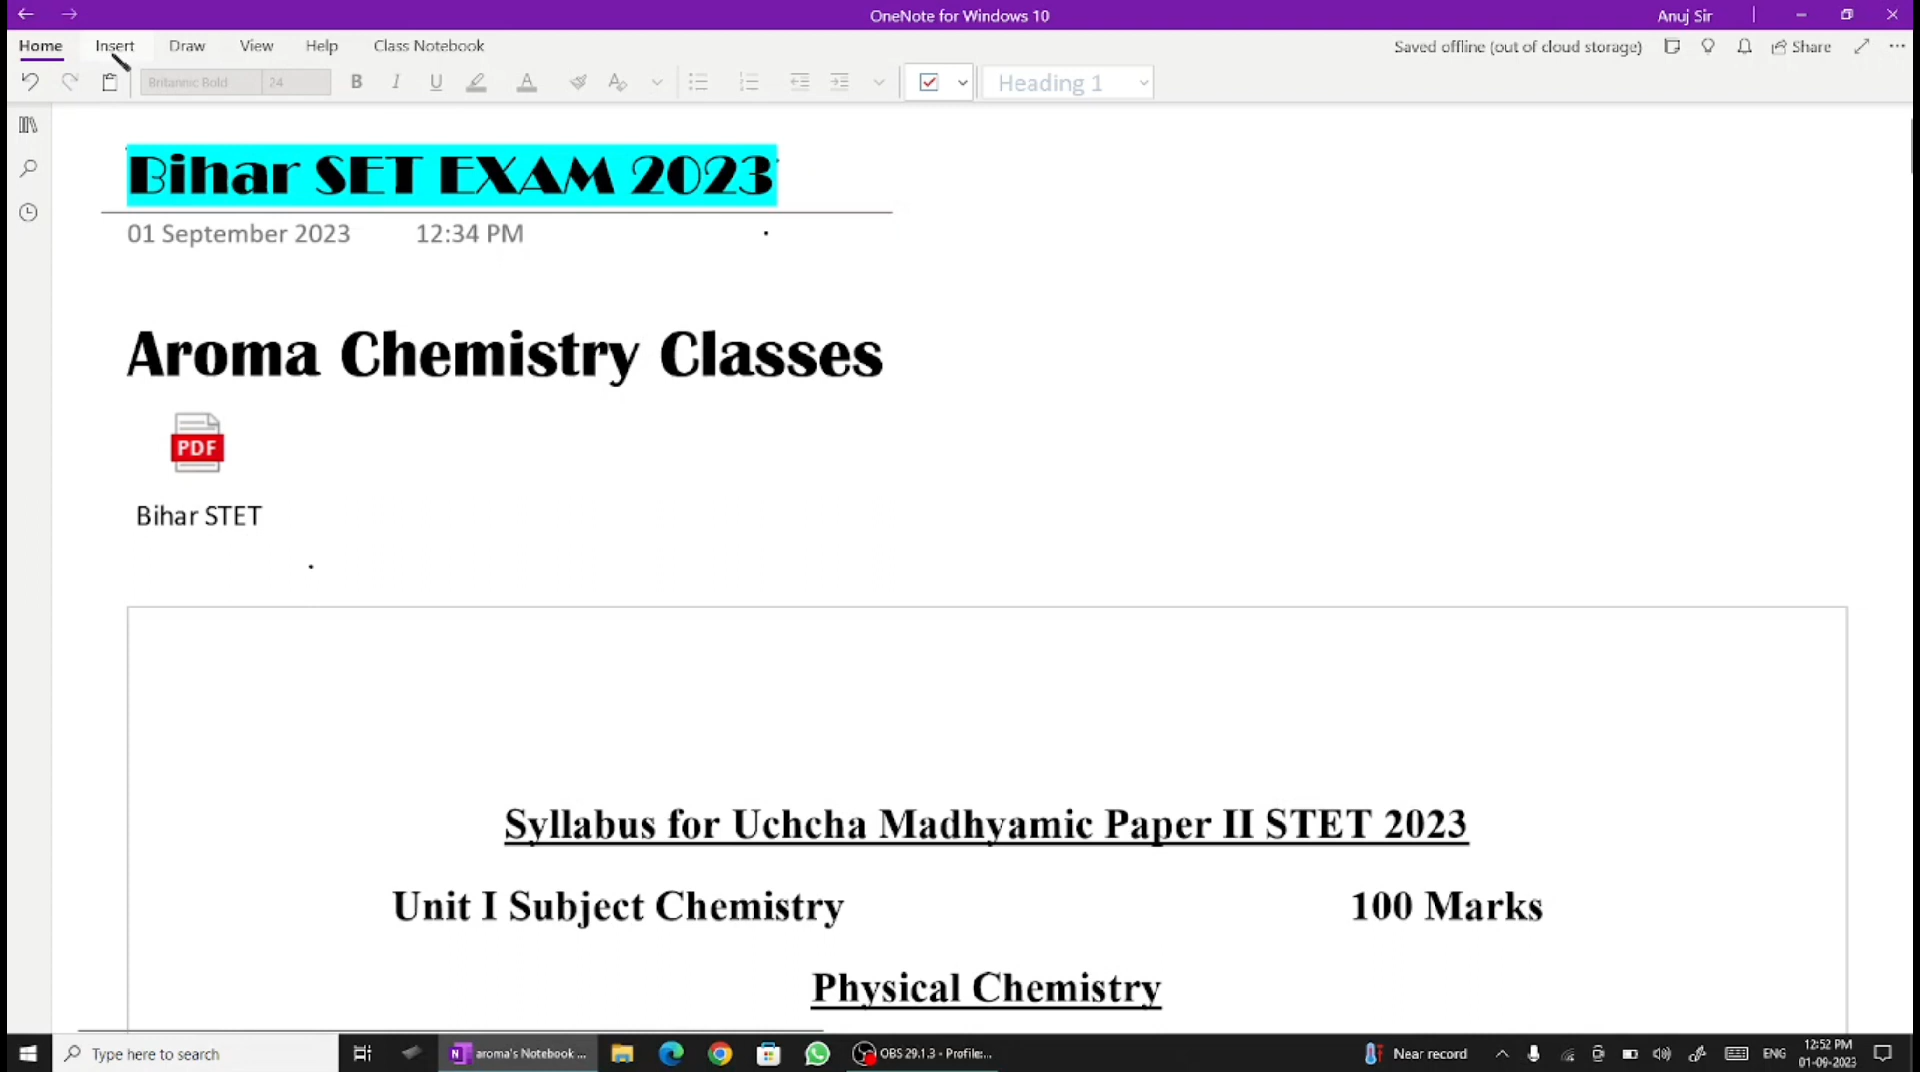 OneNote for Windows 10
Anuj Sir
Home Insert Draw View Help Class Notebook
Saved offline (out of cloud storage)
Share
Britannic Bold 24
B I U A A
Heading 1
Bihar SET EXAM 2023
01 September 2023 12:34 PM
Aroma Chemistry Classes
PDF
Bihar STET
Syllabus for Uchcha Madhyamic Paper II STET 2023
Unit I Subject Chemistry 100 Marks
Physical Chemistry
Type here to search
N aroma's Notebook ...
OBS 29.1.3 - Profile:...
Near record
ENG
12:52 PM
01-09-2023